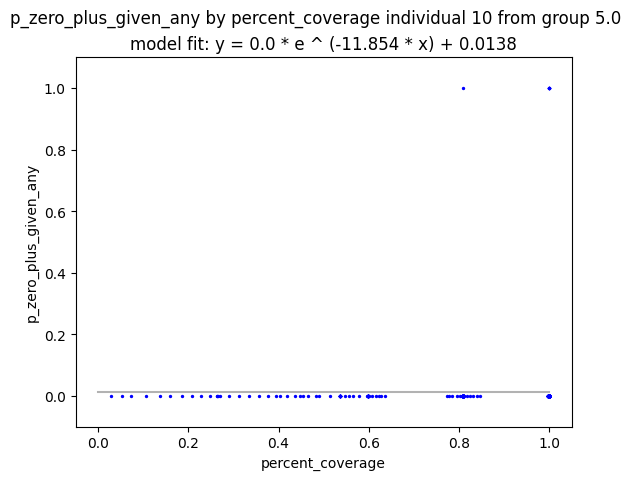 p_zero_plus_given_any by percent_coverage individual 10 from group 5.0
model fit: y = 0.0 * e ^ (-11.854 * x) + 0.0138
1.0
0.8
0.6
0.4
0.2
0.0
p_zero_plus_given_any
0.0 0.2 0.4 0.6 0.8 1.0
percent_coverage